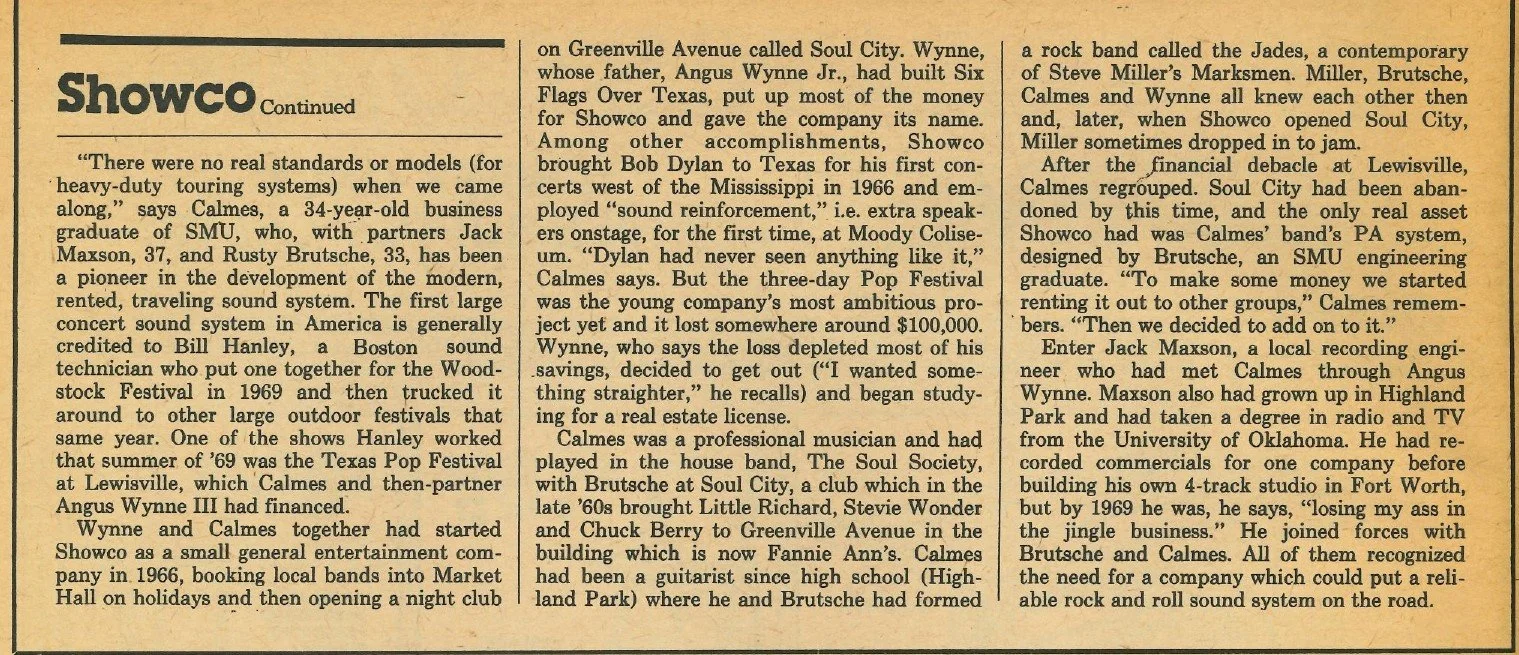 Showco Continued
“There were no real standards or models (for
heavy-duty touring systems) when we came
along,” says Calmes, a 34-year-old business
graduate of SMU, who, with partners Jack
Maxson, 37, and Rusty Brutsche, 33, has been
a pioneer in the development of the modern,
rented, traveling sound system. The first large
concert sound system in America is generally
credited to Bill Hanley, a Boston sound
technician who put one together for the Wood-
stock Festival in 1969 and then trucked it
around to other large outdoor festivals that
same year. One of the shows Hanley worked
that summer of ’69 was the Texas Pop Festival
at Lewisville, which Calmes and then-partner
Angus Wynne III had financed.
Wynne and Calmes together had started
Showco as a small general entertainment com-
pany in 1966, booking local bands into Market
Hall on holidays and then opening a night club
on Greenville Avenue called Soul City. Wynne,
whose father, Angus Wynne Jr., had built Six
Flags Over Texas, put up most of the money
for Showco and gave the company its name.
Among other accomplishments, Showco
brought Bob Dylan to Texas for his first con-
certs west of the Mississippi in 1966 and em-
ployed “sound reinforcement,” i.e. extra speak-
ers onstage, for the first time, at Moody Colise-
um. “Dylan had never seen anything like it,”
Calmes says. But the three-day Pop Festival
was the young company’s most ambitious pro-
ject yet and it lost somewhere around $100,000.
Wynne, who says the loss depleted most of his
savings, decided to get out (“I wanted some-
thing straighter,” he recalls) and began study-
ing for a real estate license.
Calmes was a professional musician and had
played in the house band, The Soul Society,
with Brutsche at Soul City, a club which in the
late ’60s brought Little Richard, Stevie Wonder
and Chuck Berry to Greenville Avenue in the
building which is now Fannie Ann’s. Calmes
had been a guitarist since high school (High-
land Park) where he and Brutsche had formed
a rock band called the Jades, a contemporary
of Steve Miller’s Marksmen. Miller, Brutsche,
Calmes and Wynne all knew each other then
and, later, when Showco opened Soul City,
Miller sometimes dropped in to jam.
After the financial debacle at Lewisville,
Calmes regrouped. Soul City had been aban-
doned by this time, and the only real asset
Showco had was Calmes’ band’s PA system,
designed by Brutsche, an SMU engineering
graduate. “To make some money we started
renting it out to other groups,” Calmes remem-
bers. “Then we decided to add on to it.”
Enter Jack Maxson, a local recording engi-
neer who had met Calmes through Angus
Wynne. Maxson also had grown up in Highland
Park and had taken a degree in radio and TV
from the University of Oklahoma. He had re-
corded commercials for one company before
building his own 4-track studio in Fort Worth,
but by 1969 he was, he says, “losing my ass in
the jingle business.” He joined forces with
Brutsche and Calmes. All of them recognized
the need for a company which could put a reli-
able rock and roll sound system on the road.